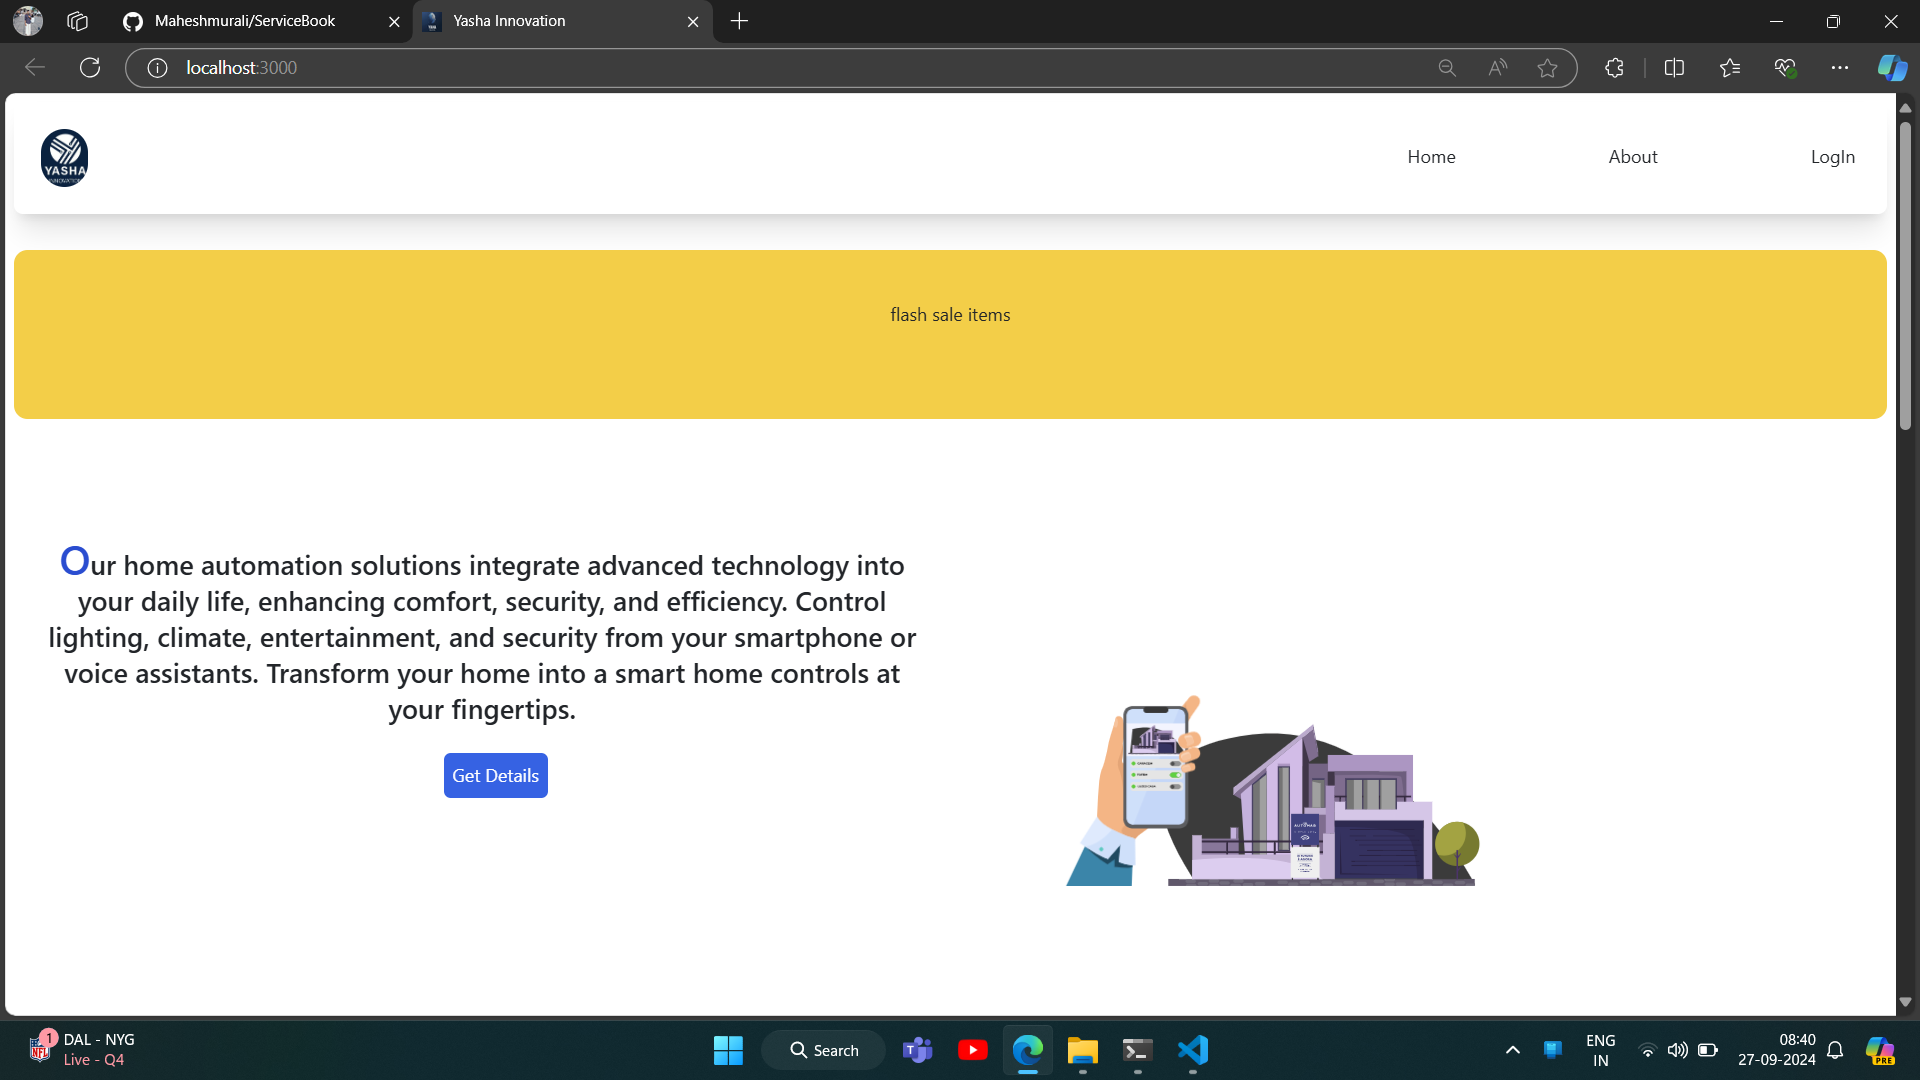 Maheshmurali/ServiceBook
Yasha Innovation
localhost:3000
YASHA
Home
About
LogIn
flash sale items
Our home automation solutions integrate advanced technology into
your daily life, enhancing comfort, security, and efficiency. Control
lighting, climate, entertainment, and security from your smartphone or
voice assistants. Transform your home into a smart home controls at
your fingertips.
Get Details
1
NFL
DAL - NYG
Live - Q4
Search
ENG
IN
08:40
27-09-2024
PRE